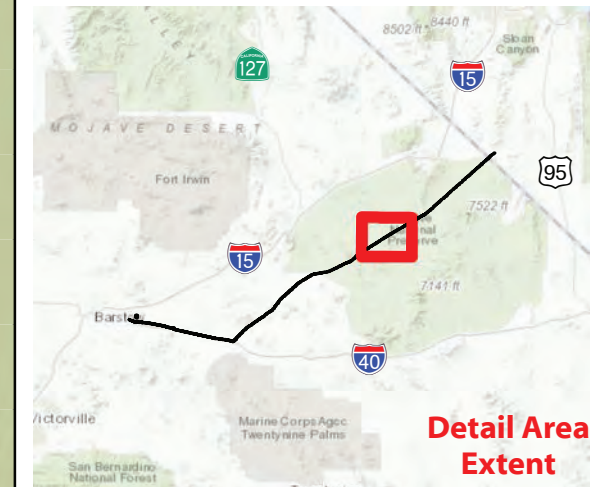 8502 ft
8440 ft
Sloan
Canyon
CALIFORNIA
127
15
MOJAVE DESERT
95
Fort Irwin
7522 ft
Preserve
15
7141 ft
40
Victorville
Marine Corps Agcc
Twentynine Palms
Detail Area
Extent
San Bernardino
National Forest